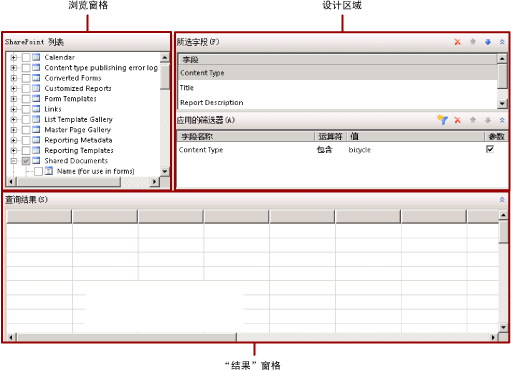 浏览窗格
设计区域
SharePoint 列表
Calendar
Content type publishing error log
Converted Forms
Customized Reports
Form Templates
Links
List Template Gallery
Master Page Gallery
Reporting Metadata
Reporting Templates
Shared Documents
Name (for use in forms)
所选字段(F)
字段
Content Type
Title
Report Description
应用的筛选器(A)
字段名称 运算符 值 参数
Content Type 包含 bicycle
查询结果(S)
“结果”窗格